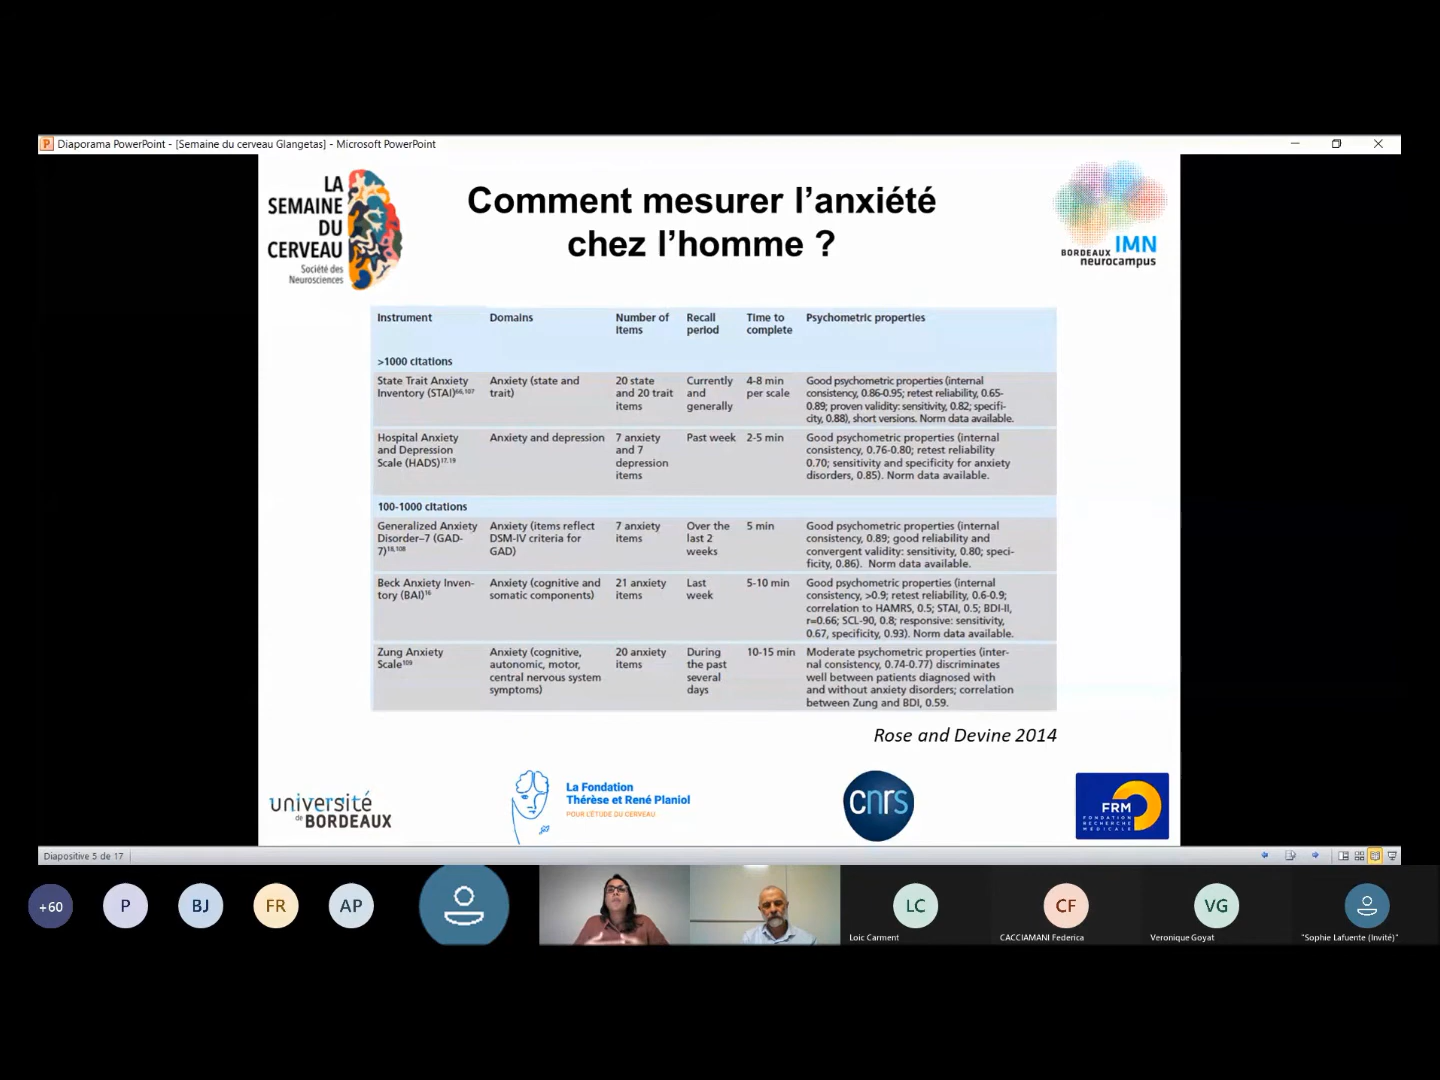 Diaporama PowerPoint - [Semaine du cerveau Glangetas] - Microsoft PowerPoint
LA
SEMAINE
DU
CERVEAU
Société des
Neurosciences
Comment mesurer l'anxiété
chez l'homme ?
BORDEAUX IMN
neurocampus
Instrument Domains Number of items Recall period Time to complete Psychometric properties
>1000 citations
State Trait Anxiety
Inventory (STAI)66,107
Anxiety (state and
trait)
20 state
and 20 trait
items
Currently
and
generally
4-8 min
per scale
Good psychometric properties (internal
consistency, 0.86-0.95; retest reliability, 0.65-
0.89; proven validity: sensitivity, 0.82; specifi-
city, 0.88), short versions. Norm data available.
Hospital Anxiety
and Depression
Scale (HADS)17,19
Anxiety and depression
7 anxiety
and 7
depression
items
Past week
2-5 min
Good psychometric properties (internal
consistency, 0.76-0.80; retest reliability
0.70; sensitivity and specificity for anxiety
disorders, 0.85). Norm data available.
100-1000 citations
Generalized Anxiety
Disorder–7 (GAD-
7)18,108
Anxiety (items reflect
DSM-IV criteria for
GAD)
7 anxiety
items
Over the
last 2
weeks
5 min
Good psychometric properties (internal
consistency, 0.89; good reliability and
convergent validity: sensitivity, 0.80; speci-
ficity, 0.86). Norm data available.
Beck Anxiety Inven-
tory (BAI)16
Anxiety (cognitive and
somatic components)
21 anxiety
items
Last
week
5-10 min
Good psychometric properties (internal
consistency, >0.9; retest reliability, 0.6-0.9;
correlation to HAMRS, 0.5; STAI, 0.5; BDI-II,
r=0.66; SCL-90, 0.8; responsive: sensitivity,
0.67, specificity, 0.93). Norm data available.
Zung Anxiety
Scale109
Anxiety (cognitive,
autonomic, motor,
central nervous system
symptoms)
20 anxiety
items
During
the past
several
days
10-15 min
Moderate psychometric properties (inter-
nal consistency, 0.74-0.77) discriminates
well between patients diagnosed with
and without anxiety disorders; correlation
between Zung and BDI, 0.59.
Rose and Devine 2014
université
de BORDEAUX
La Fondation
Thérèse et René Planiol
POUR L'ÉTUDE DU CERVEAU
cnrs
FRM
FONDATION
RECHERCHE
MÉDICALE
Diapositive 5 de 17
+60
P
BJ
FR
AP
LC
Loic Carment
CF
CACCIAMANI Federica
VG
Veronique Goyat
"Sophie Lafuente (Invité)"